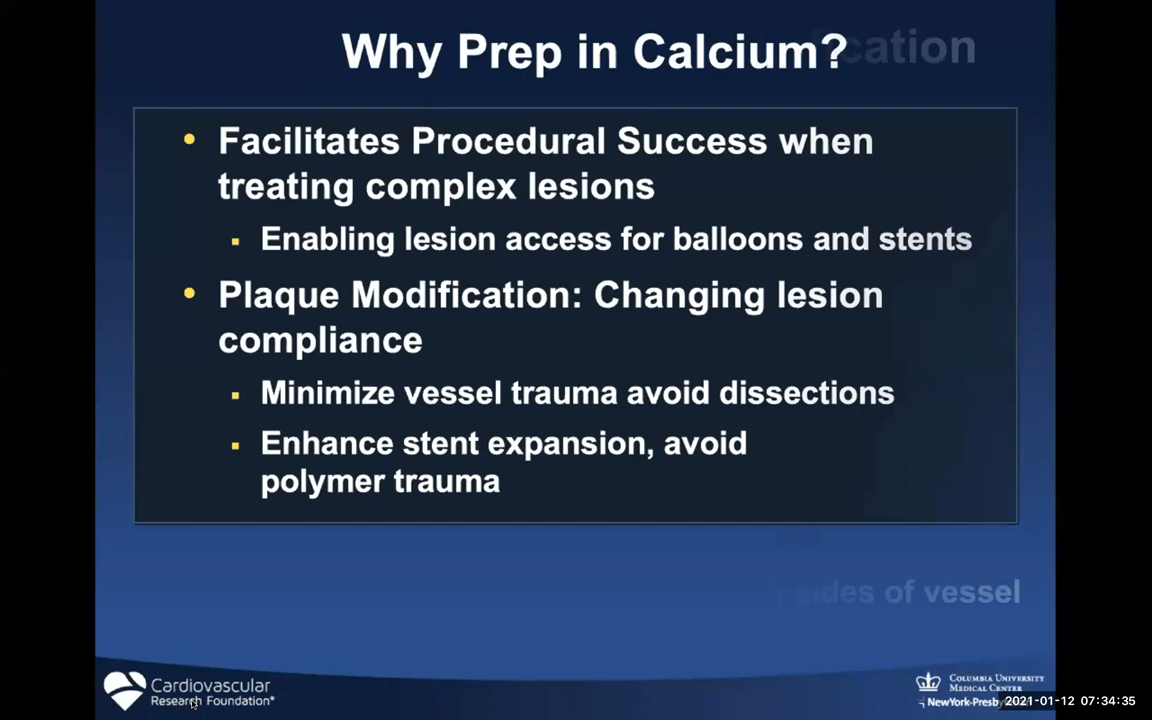 Why Prep in Calcium?
cation
• Facilitates Procedural Success when
treating complex lesions
▪ Enabling lesion access for balloons and stents
• Plaque Modification: Changing lesion
compliance
▪ Minimize vessel trauma avoid dissections
▪ Enhance stent expansion, avoid
polymer trauma
of vessel
Cardiovascular
Research Foundation®
COLUMBIA UNIVERSITY
MEDICAL CENTER
NewYork-Presby
2021-01-12 07:34:35